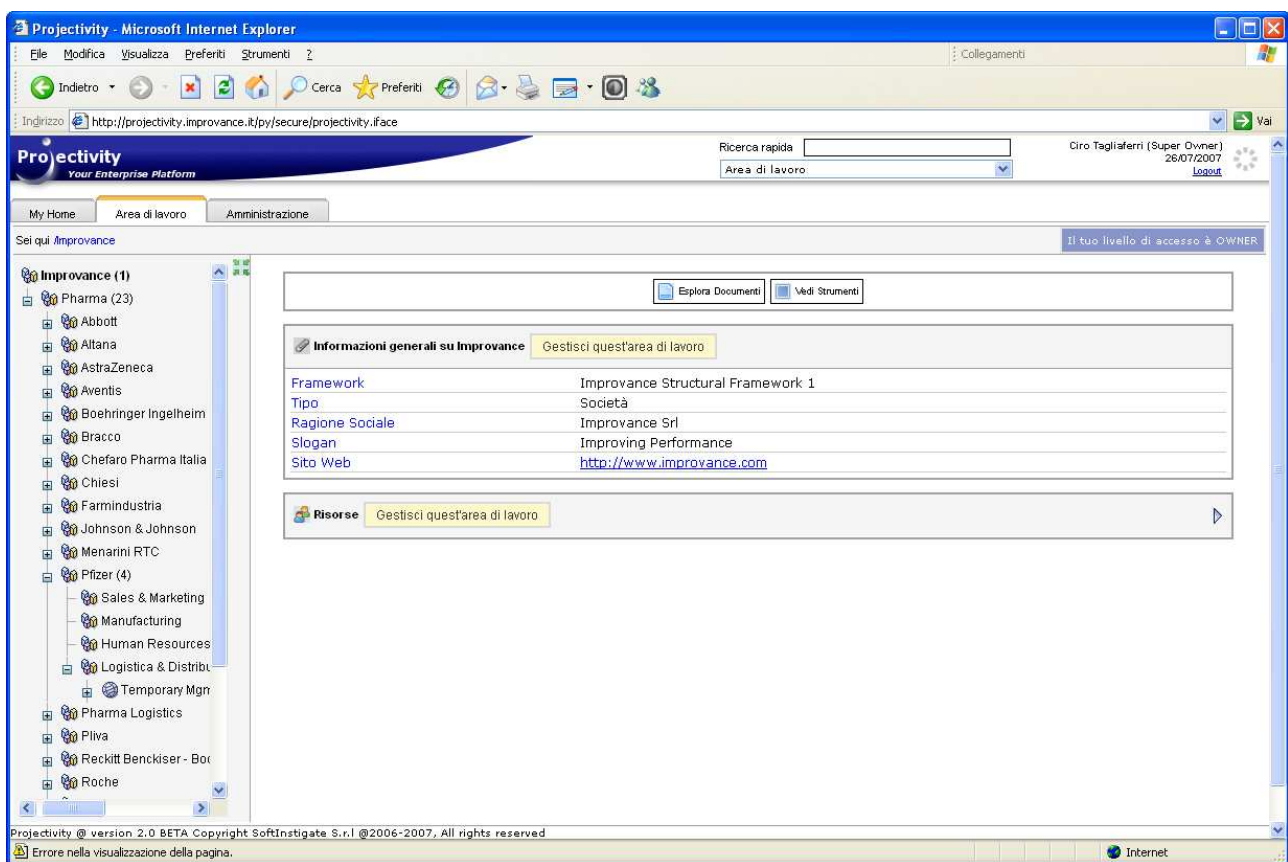 Projectivity - Microsoft Internet Explorer
File Modifica Visualizza Preferiti Strumenti ? Collegamenti
Indietro Cerca Preferiti
Indirizzo http://projectivity.improvance.it/py/secure/projectivity.iface Vai
Projectivity
Your Enterprise Platform
Ricerca rapida
Area di lavoro
Ciro Tagliaferri (Super Owner)
26/07/2007
Logout
My Home Area di lavoro Amministrazione
Sei qui /Improvance Il tuo livello di accesso è OWNER
Improvance (1)
Pharma (23)
Abbott
Altana
AstraZeneca
Aventis
Boehringer Ingelheim
Bracco
Chefaro Pharma Italia
Chiesi
Farmindustria
Johnson & Johnson
Menarini RTC
Pfizer (4)
Sales & Marketing
Manufacturing
Human Resources
Logistica & Distribu
Temporary Mgm
Pharma Logistics
Pliva
Reckitt Benckiser - Boo
Roche
Esplora Documenti Vedi Strumenti
Informazioni generali su Improvance Gestisci quest'area di lavoro
Framework Improvance Structural Framework 1
Tipo Società
Ragione Sociale Improvance Srl
Slogan Improving Performance
Sito Web http://www.improvance.com
Risorse Gestisci quest'area di lavoro
Projectivity @ version 2.0 BETA Copyright SoftInstigate S.r.l @2006-2007, All rights reserved
Errore nella visualizzazione della pagina. Internet